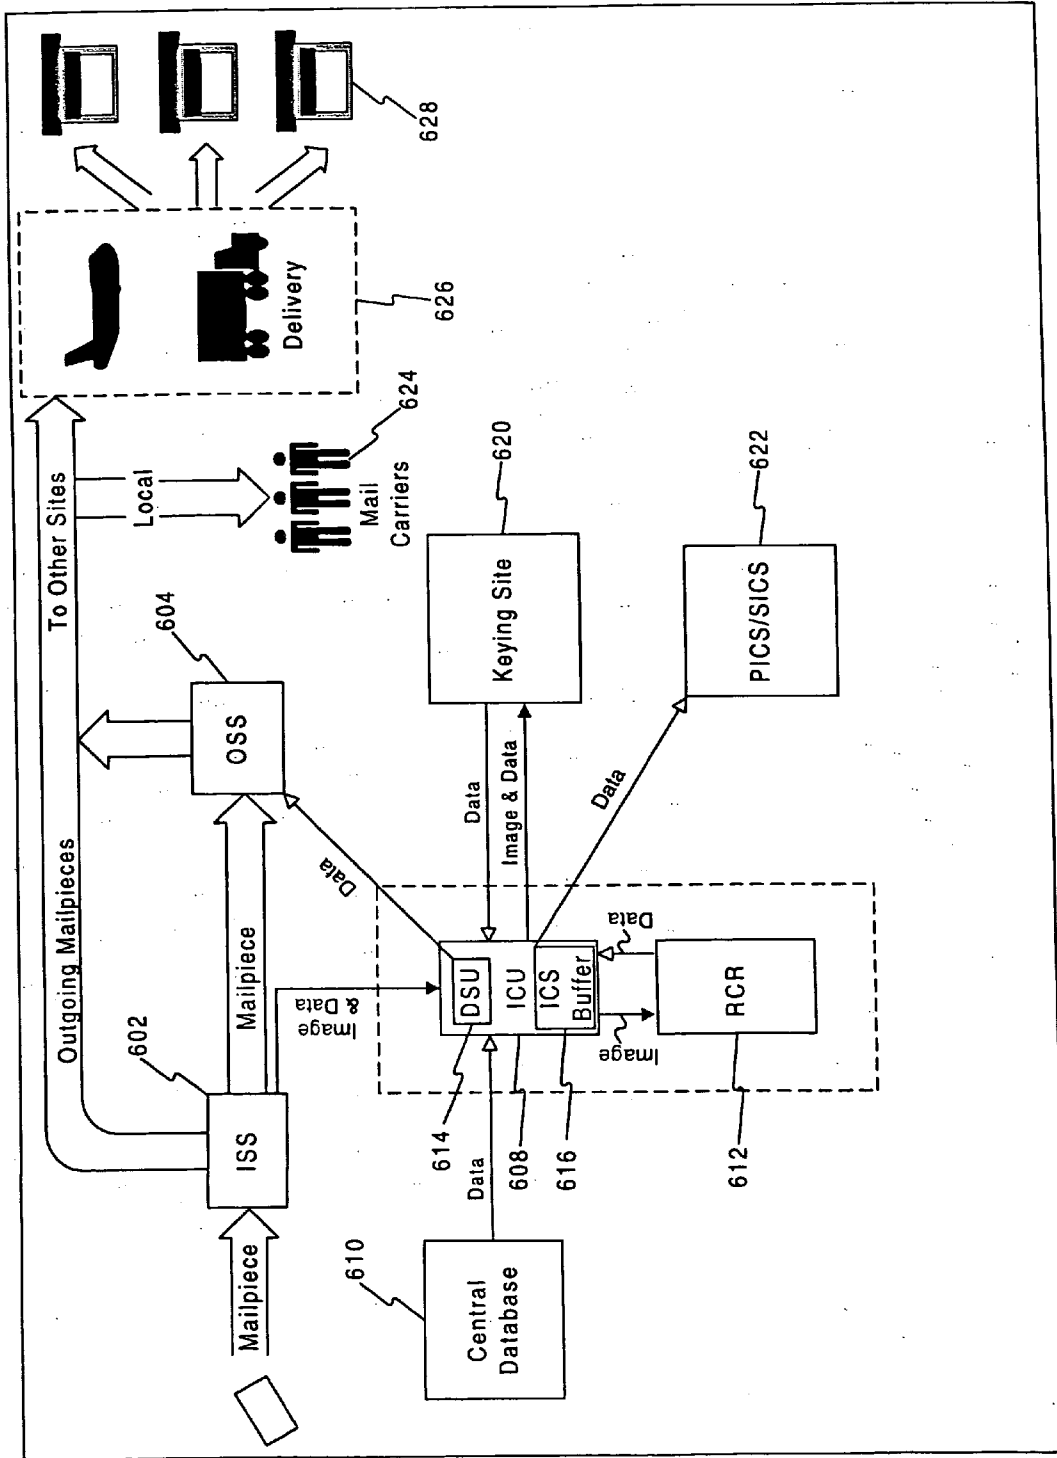 Mailpiece
ISS
602
Outgoing Mailpieces
To Other Sites
Mailpiece
OSS
604
Local
Mail
Carriers
624
Delivery
626
628
Image
& Data
Data
Central
Database
610
Data
614
608
616
DSU
ICU
ICS
Buffer
Image
Data
RCR
612
Data
Image & Data
Keying Site
620
Data
PICS/SICS
622